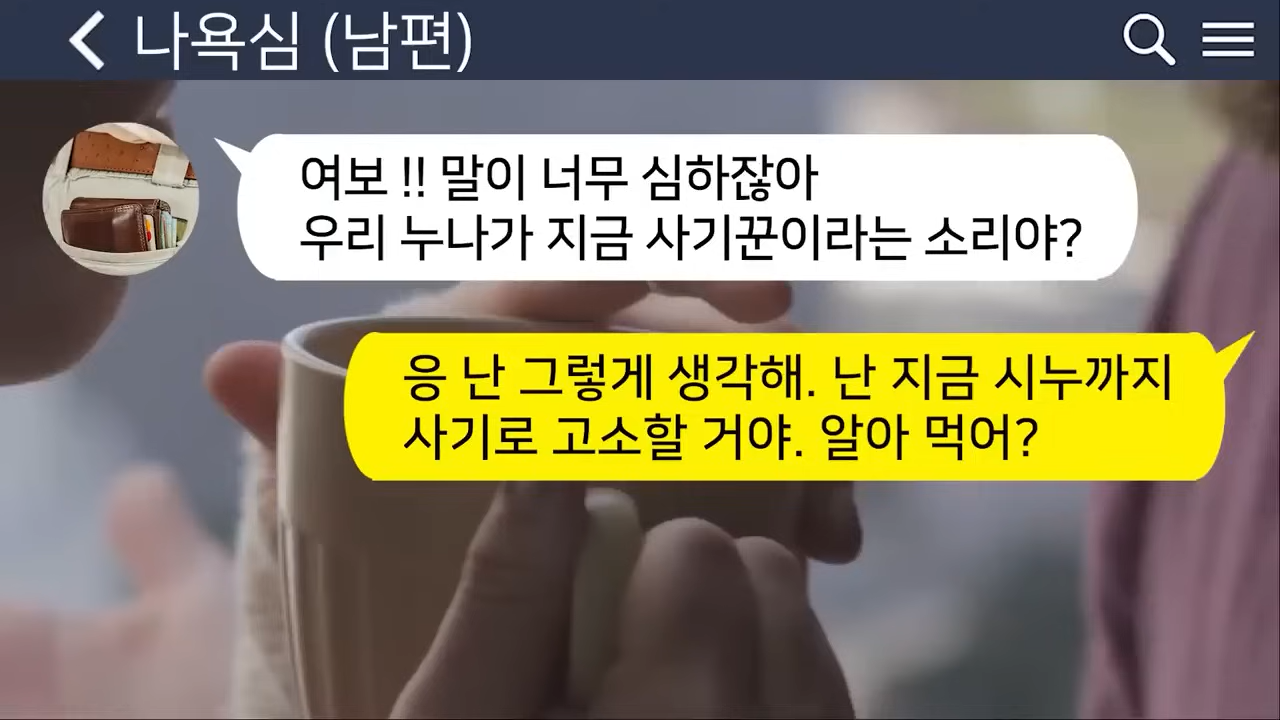 나욕심 (남편)
여보 !! 말이 너무 심하잖아
우리 누나가 지금 사기꾼이라는 소리야?
응 난 그렇게 생각해. 난 지금 시누까지
사기로 고소할 거야. 알아 먹어?